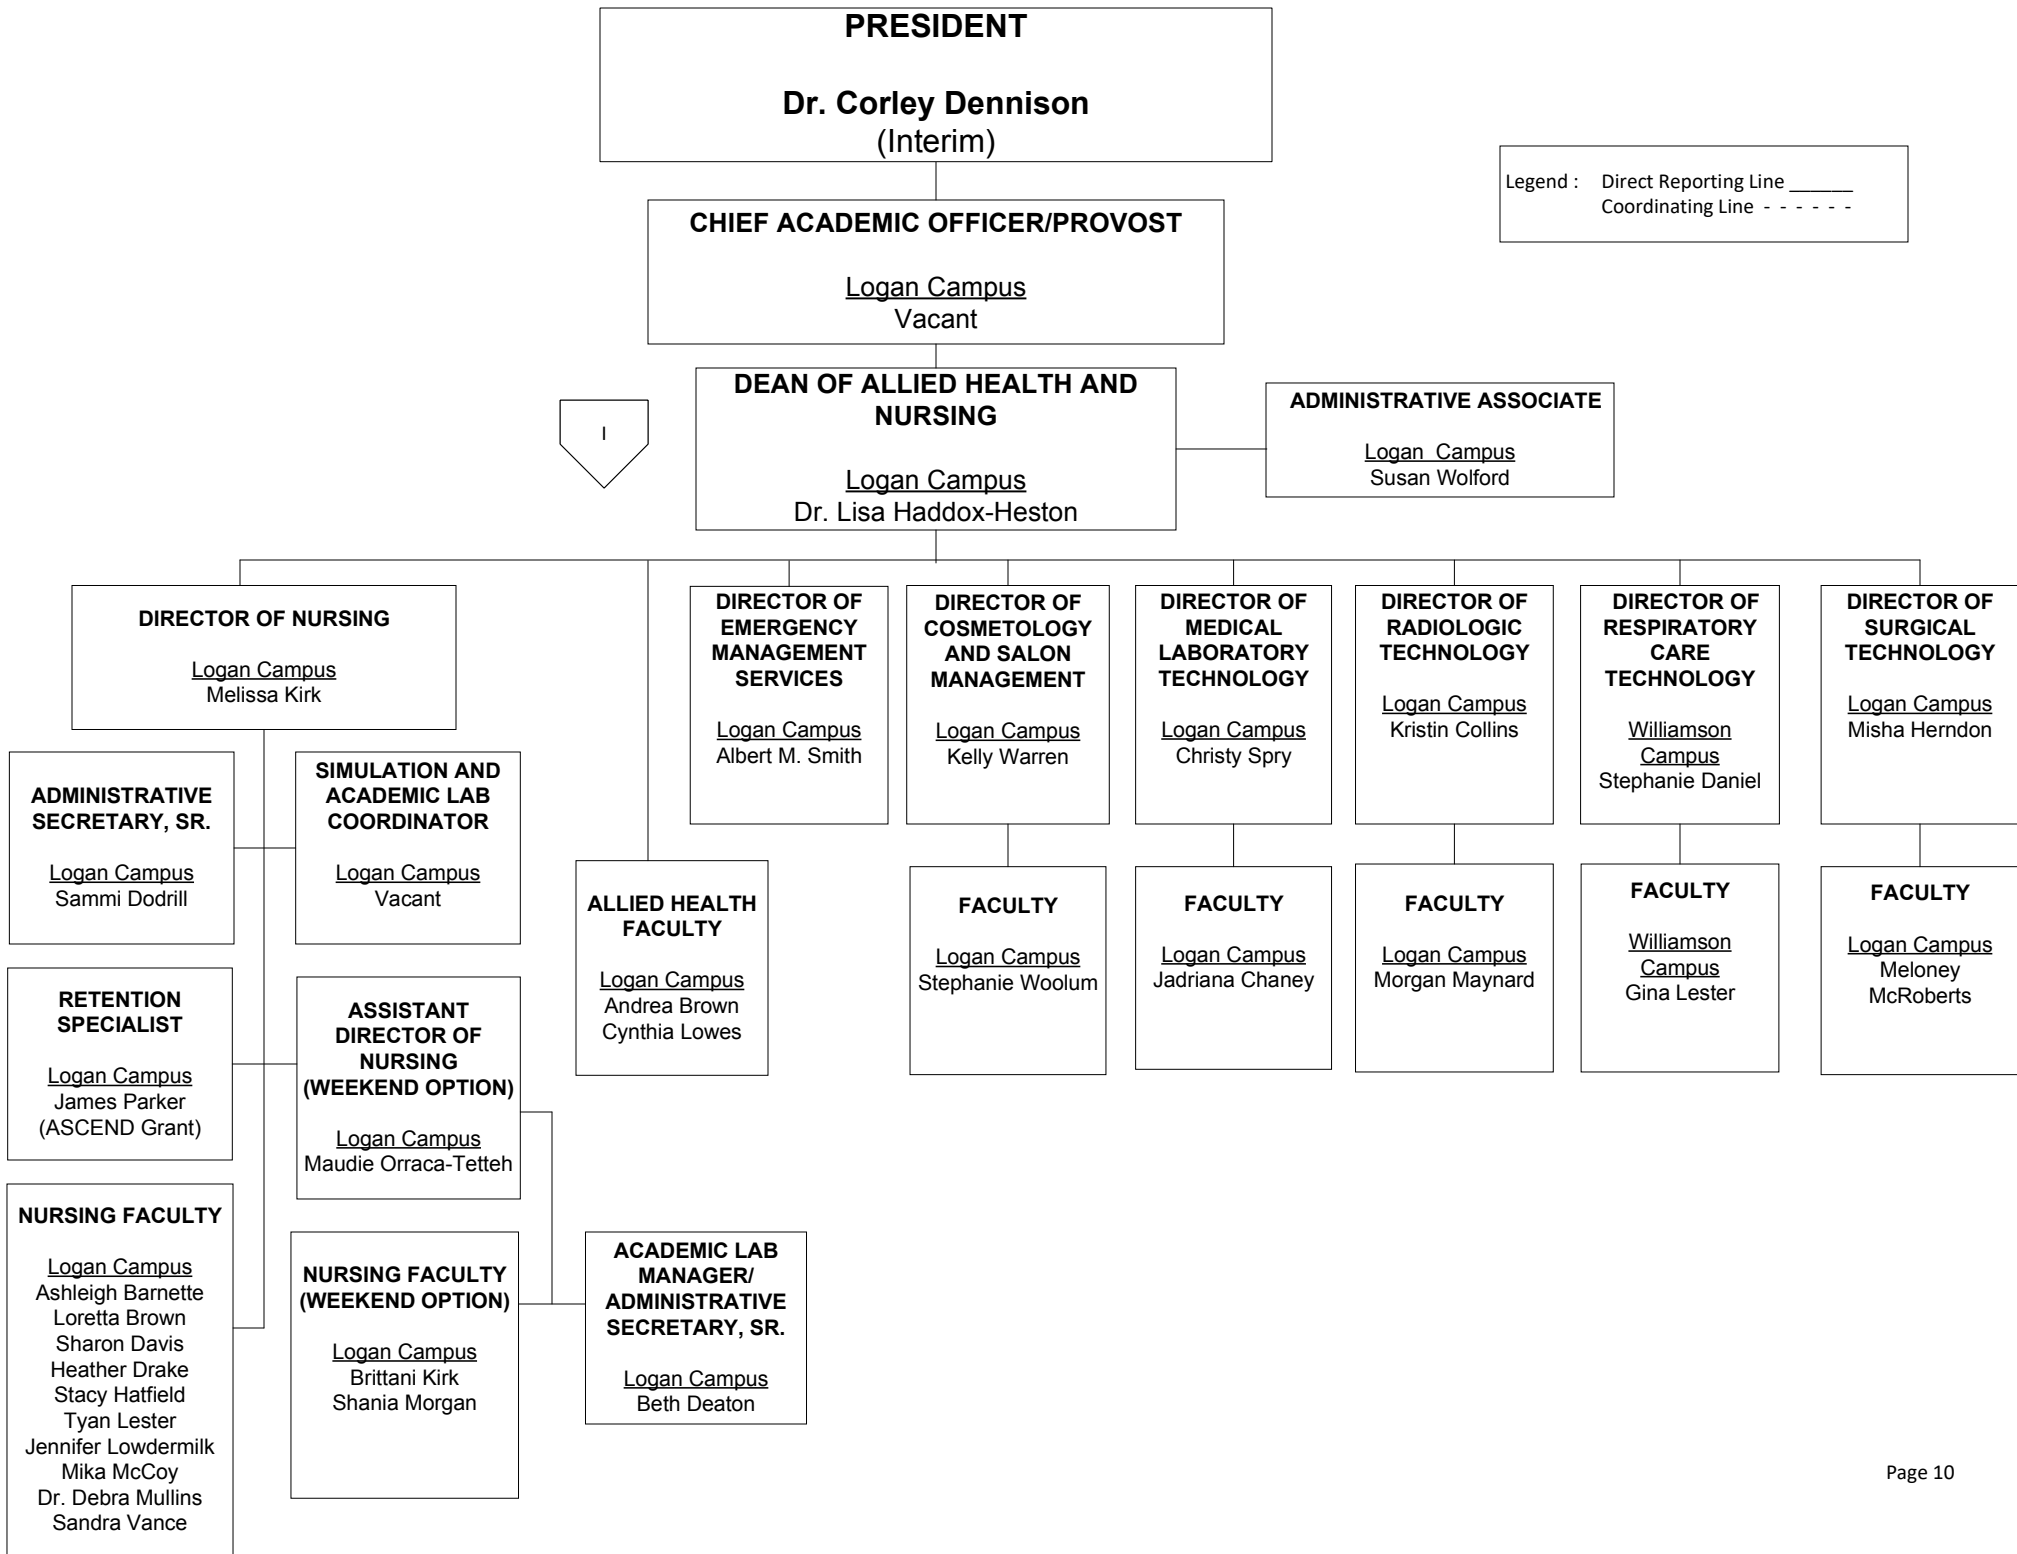 PRESIDENT
Dr. Corley Dennison
(Interim)
Legend : Direct Reporting Line ______
Coordinating Line - - - - - -
CHIEF ACADEMIC OFFICER/PROVOST
Logan Campus
Vacant
I
DEAN OF ALLIED HEALTH AND
NURSING
Logan Campus
Dr. Lisa Haddox-Heston
ADMINISTRATIVE ASSOCIATE
Logan Campus
Susan Wolford
DIRECTOR OF NURSING
Logan Campus
Melissa Kirk
DIRECTOR OF
EMERGENCY
MANAGEMENT
SERVICES
Logan Campus
Albert M. Smith
DIRECTOR OF
COSMETOLOGY
AND SALON
MANAGEMENT
Logan Campus
Kelly Warren
DIRECTOR OF
MEDICAL
LABORATORY
TECHNOLOGY
Logan Campus
Christy Spry
DIRECTOR OF
RADIOLOGIC
TECHNOLOGY
Logan Campus
Kristin Collins
DIRECTOR OF
RESPIRATORY
CARE
TECHNOLOGY
Williamson
Campus
Stephanie Daniel
DIRECTOR OF
SURGICAL
TECHNOLOGY
Logan Campus
Misha Herndon
ADMINISTRATIVE
SECRETARY, SR.
Logan Campus
Sammi Dodrill
SIMULATION AND
ACADEMIC LAB
COORDINATOR
Logan Campus
Vacant
ALLIED HEALTH
FACULTY
Logan Campus
Andrea Brown
Cynthia Lowes
FACULTY
Logan Campus
Stephanie Woolum
FACULTY
Logan Campus
Jadriana Chaney
FACULTY
Logan Campus
Morgan Maynard
FACULTY
Williamson
Campus
Gina Lester
FACULTY
Logan Campus
Meloney
McRoberts
RETENTION
SPECIALIST
Logan Campus
James Parker
(ASCEND Grant)
ASSISTANT
DIRECTOR OF
NURSING
(WEEKEND OPTION)
Logan Campus
Maudie Orraca-Tetteh
NURSING FACULTY
Logan Campus
Ashleigh Barnette
Loretta Brown
Sharon Davis
Heather Drake
Stacy Hatfield
Tyan Lester
Jennifer Lowdermilk
Mika McCoy
Dr. Debra Mullins
Sandra Vance
NURSING FACULTY
(WEEKEND OPTION)
Logan Campus
Brittani Kirk
Shania Morgan
ACADEMIC LAB
MANAGER/
ADMINISTRATIVE
SECRETARY, SR.
Logan Campus
Beth Deaton
Page 10